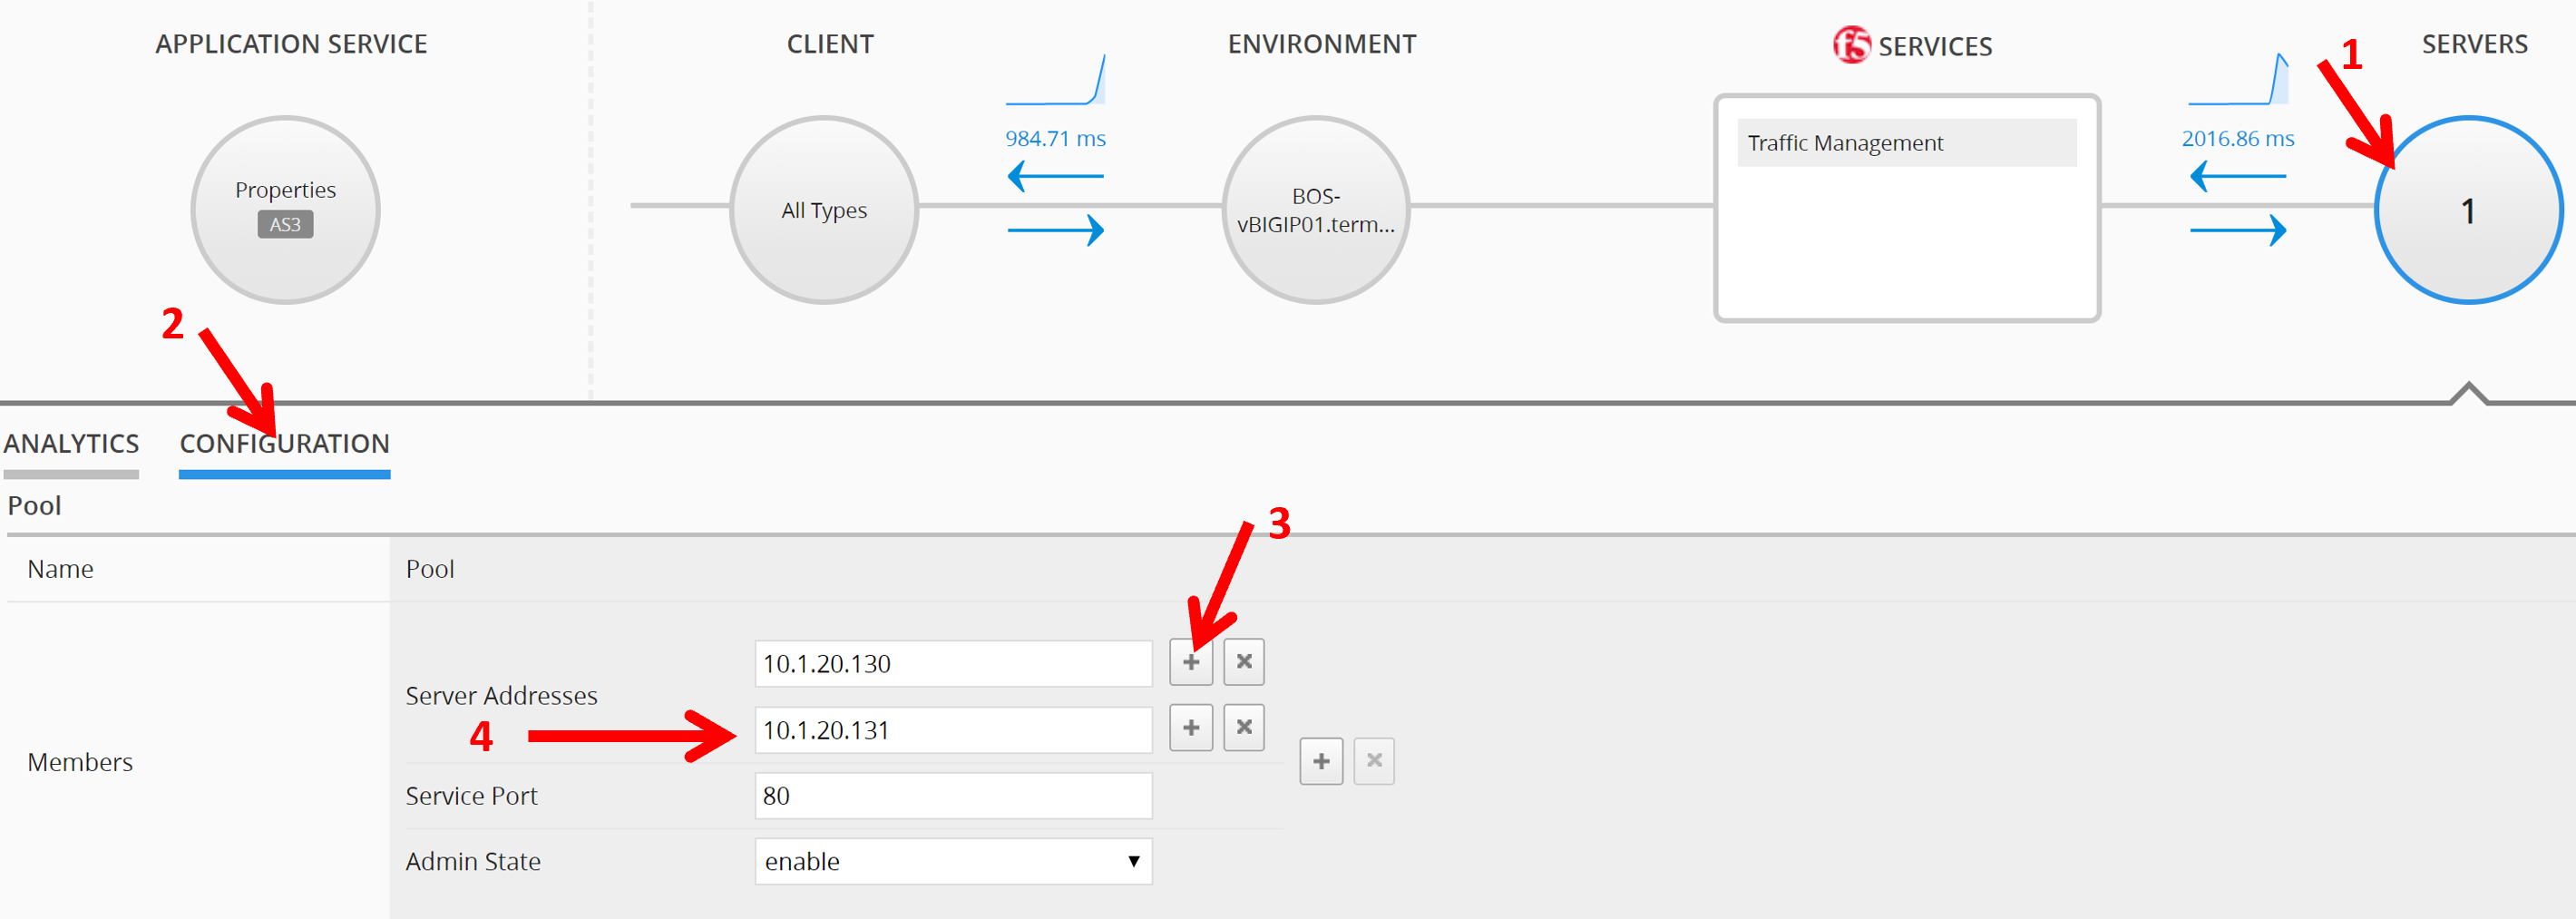 APPLICATION SERVICE
CLIENT
ENVIRONMENT
f5 SERVICES
SERVERS
1
984.71 ms
2016.86 ms
Properties
AS3
All Types
BOS-
vBIGIP01.term...
Traffic Management
1
2
ANALYTICS
CONFIGURATION
Pool
3
Name
Pool
Members
Server Addresses
10.1.20.130
4
10.1.20.131
Service Port
80
Admin State
enable